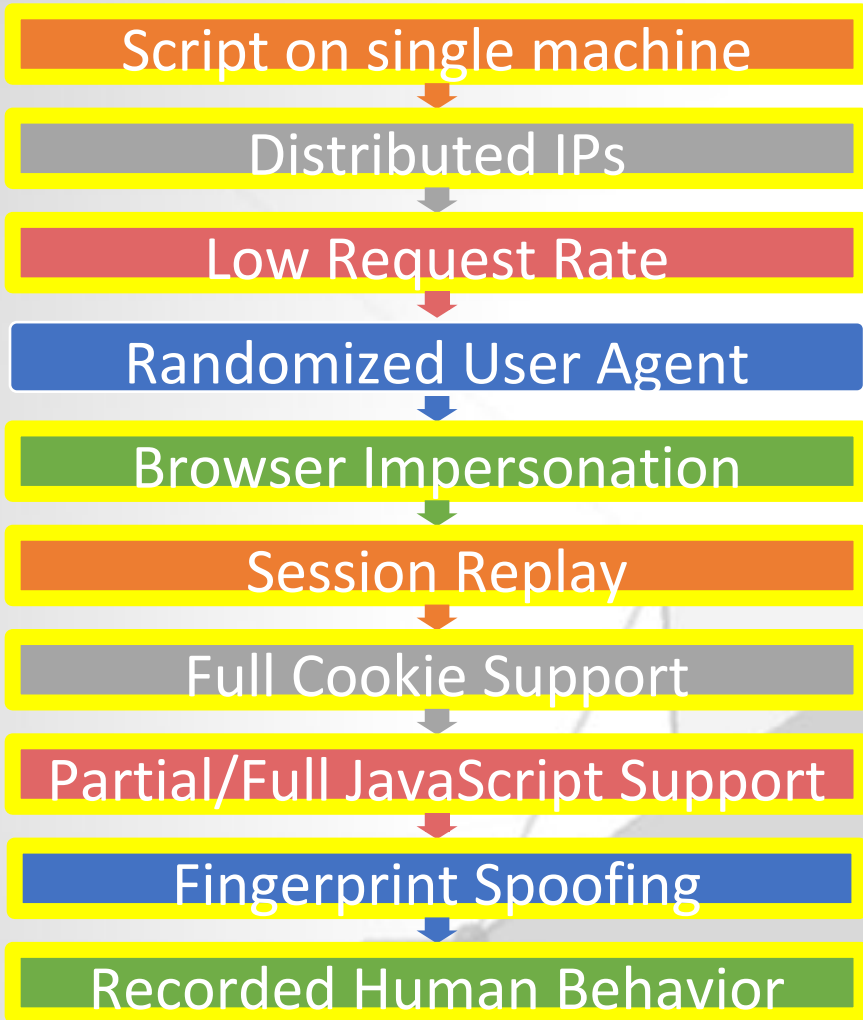 Script on single machine
Distributed IPs
Low Request Rate
Randomized User Agent
Browser Impersonation
Session Replay
Full Cookie Support
Partial/Full JavaScript Support
Fingerprint Spoofing
Recorded Human Behavior